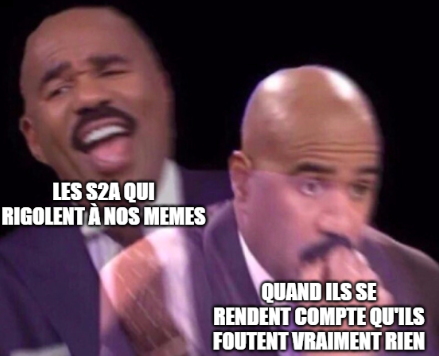 LES S2A QUI
RIGOLENT À NOS MEMES
QUAND ILS SE
RENDENT COMPTE QU'ILS
FOUTENT VRAIMENT RIEN